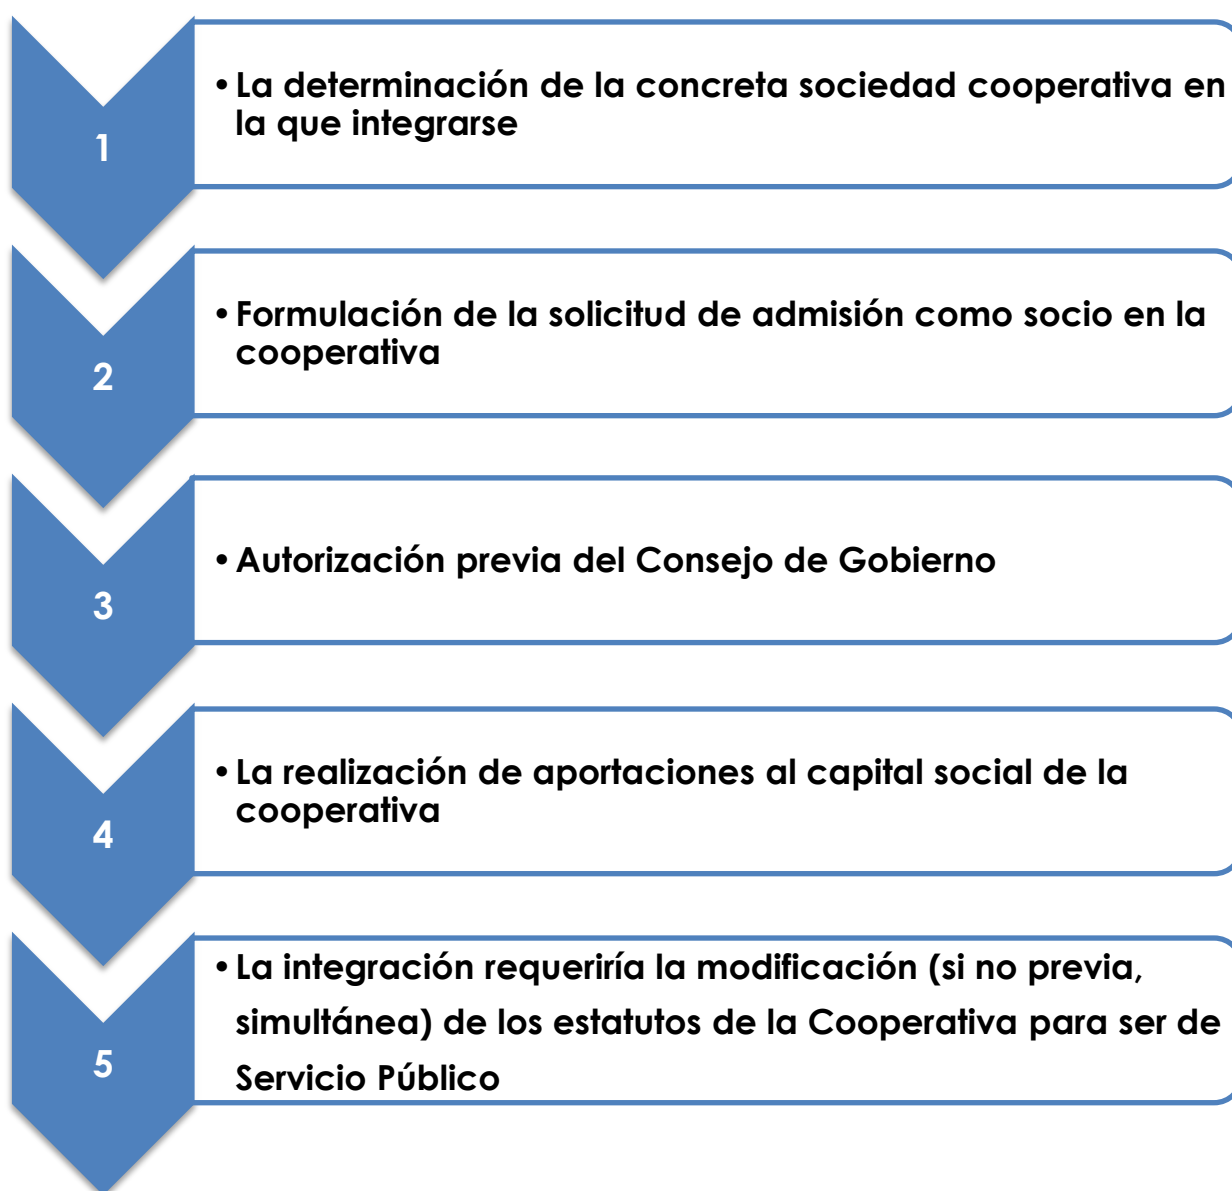 1
• La determinación de la concreta sociedad cooperativa en
la que integrarse
2
• Formulación de la solicitud de admisión como socio en la
cooperativa
3
• Autorización previa del Consejo de Gobierno
4
• La realización de aportaciones al capital social de la
cooperativa
5
• La integración requeriría la modificación (si no previa,
simultánea) de los estatutos de la Cooperativa para ser de
Servicio Público